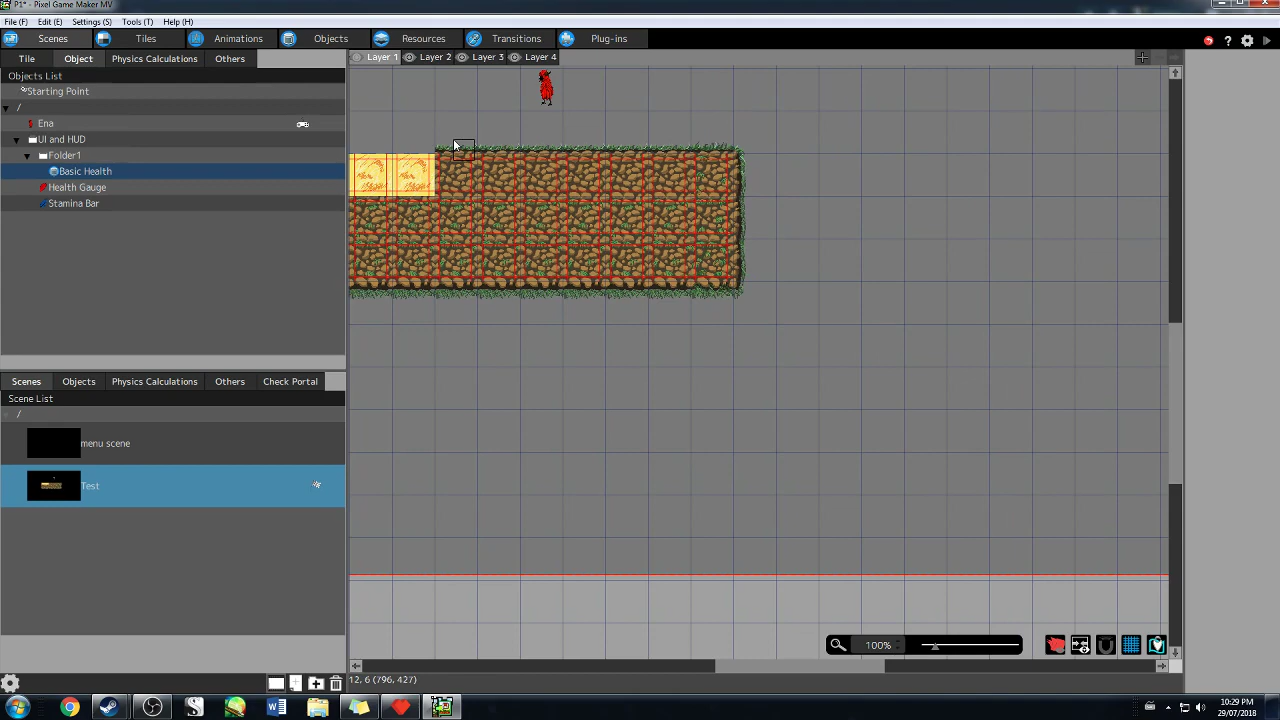 P1* - Pixel Game Maker MV
File (F) Edit (E) Settings (S) Tools (T) Help (H)
Scenes Tiles Animations Objects Resources Transitions Plug-ins
Tile Object Physical Calculations Others
Layer 1 Layer 2 Layer 3 Layer 4
Objects List
Starting Point
/
Ena
UI and HUD
Folder1
Basic Health
Health Gauge
Stamina Bar
Scenes Objects Physical Calculations Others Check Portal
Scene List
/
menu scene
Test
100%
12, 6 (796, 427)
10:29 PM
29/07/2018